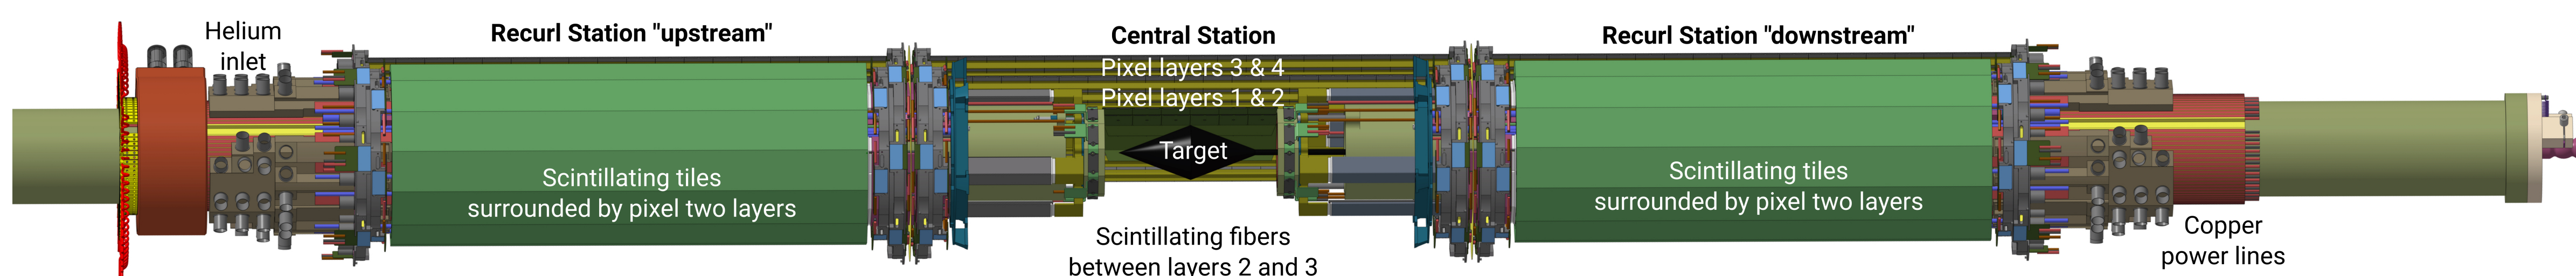 Helium
inlet
Recurl Station "upstream"
Central Station
Recurl Station "downstream"
Pixel layers 3 & 4
Pixel layers 1 & 2
Target
Scintillating tiles
surrounded by pixel two layers
Scintillating tiles
surrounded by pixel two layers
Scintillating fibers
between layers 2 and 3
Copper
power lines